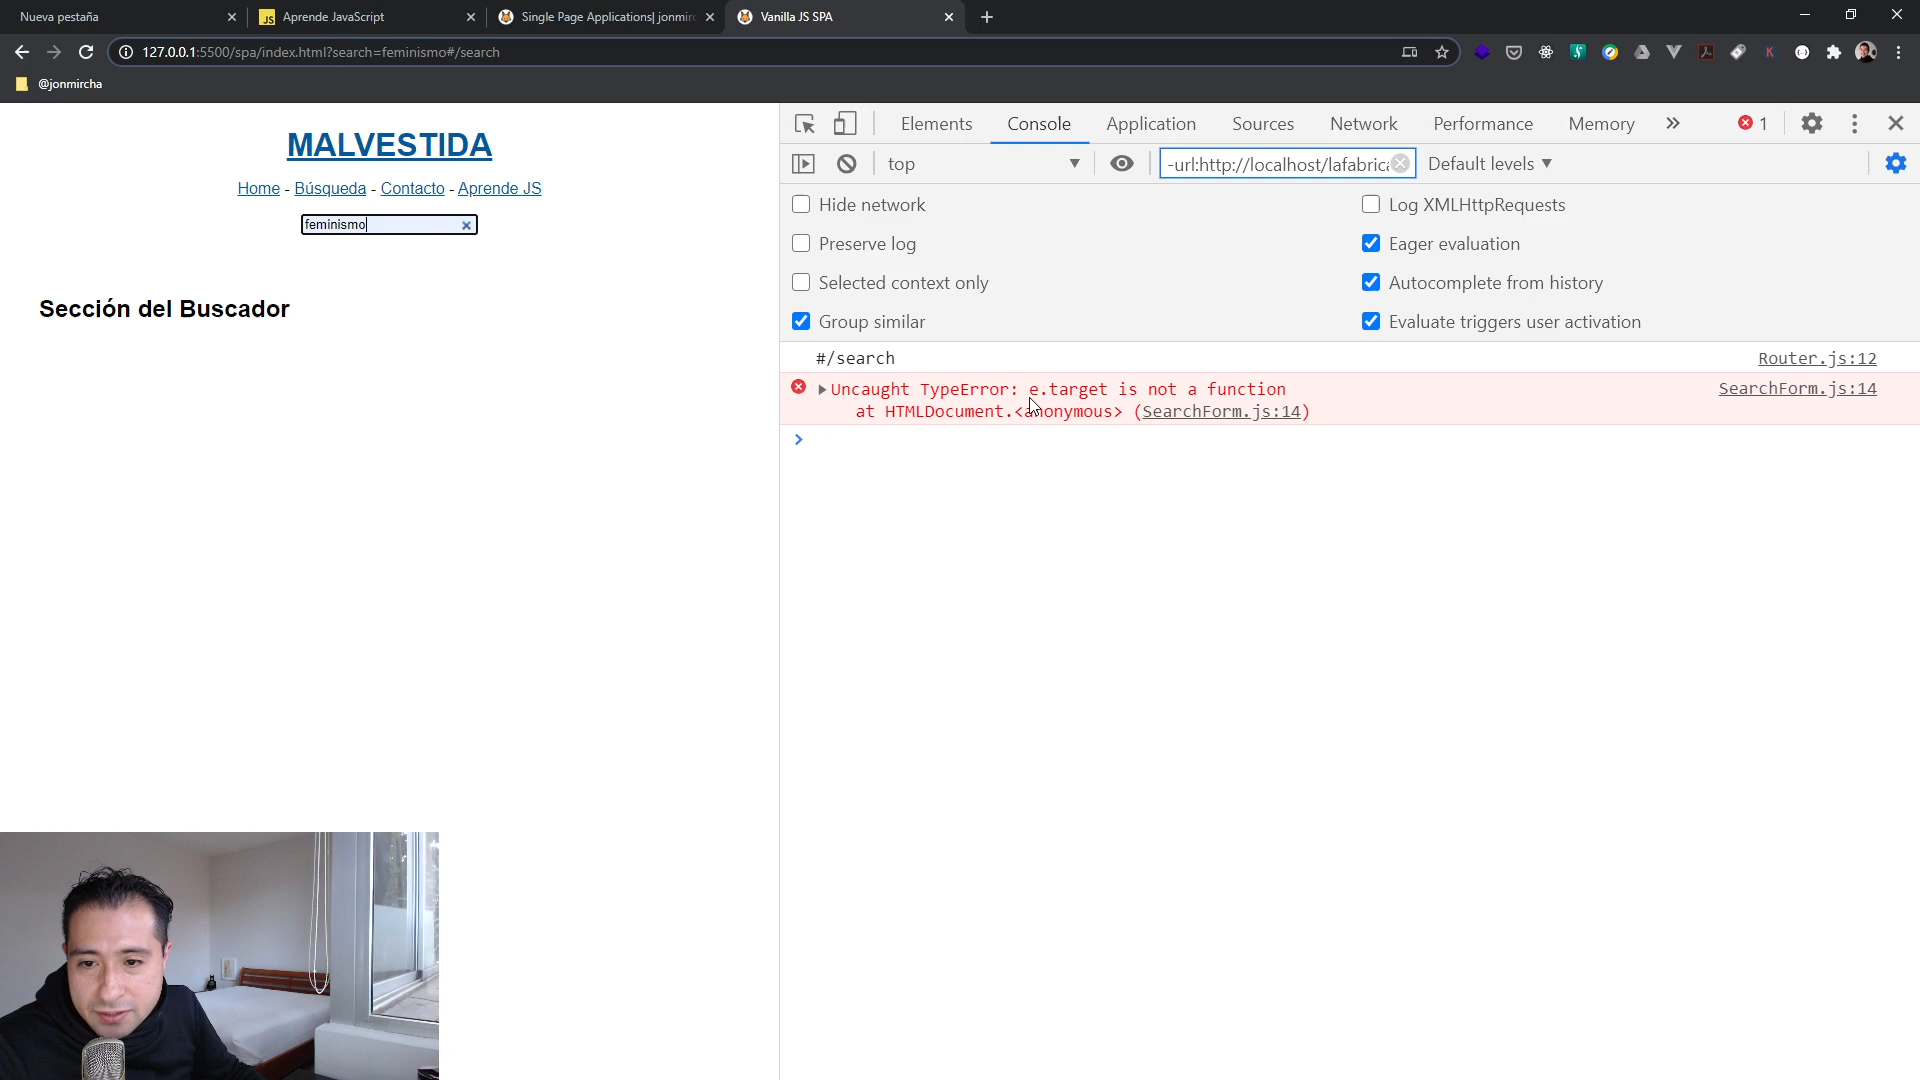 Nueva pestaña
Aprende JavaScript
Single Page Applications| jonmirc
Vanilla JS SPA
127.0.0.1:5500/spa/index.html?search=feminismo#/search
@jonmircha
MALVESTIDA
Home - Búsqueda - Contacto - Aprende JS
feminismo
Sección del Buscador
Elements Console Application Sources Network Performance Memory 1
top -url:http://localhost/lafabrica Default levels
Hide network Log XMLHttpRequests
Preserve log Eager evaluation
Selected context only Autocomplete from history
Group similar Evaluate triggers user activation
#/search Router.js:12
Uncaught TypeError: e.target is not a function SearchForm.js:14
at HTMLDocument.<anonymous> (SearchForm.js:14)